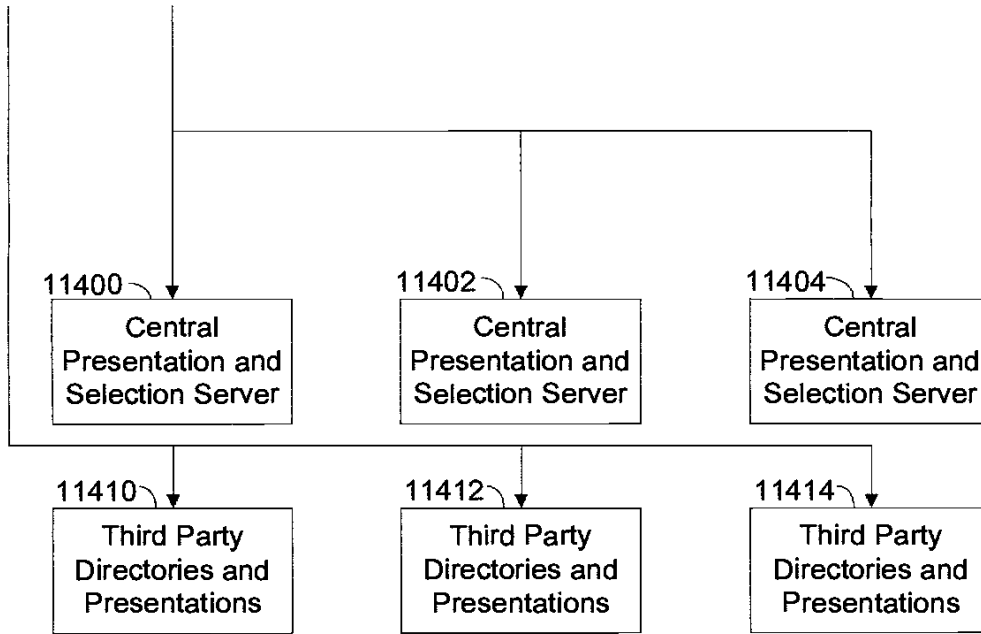 11400
11402
11404
Central
Presentation and
Selection Server
Central
Presentation and
Selection Server
Central
Presentation and
Selection Server
11410
11412
11414
Third Party
Directories and
Presentations
Third Party
Directories and
Presentations
Third Party
Directories and
Presentations